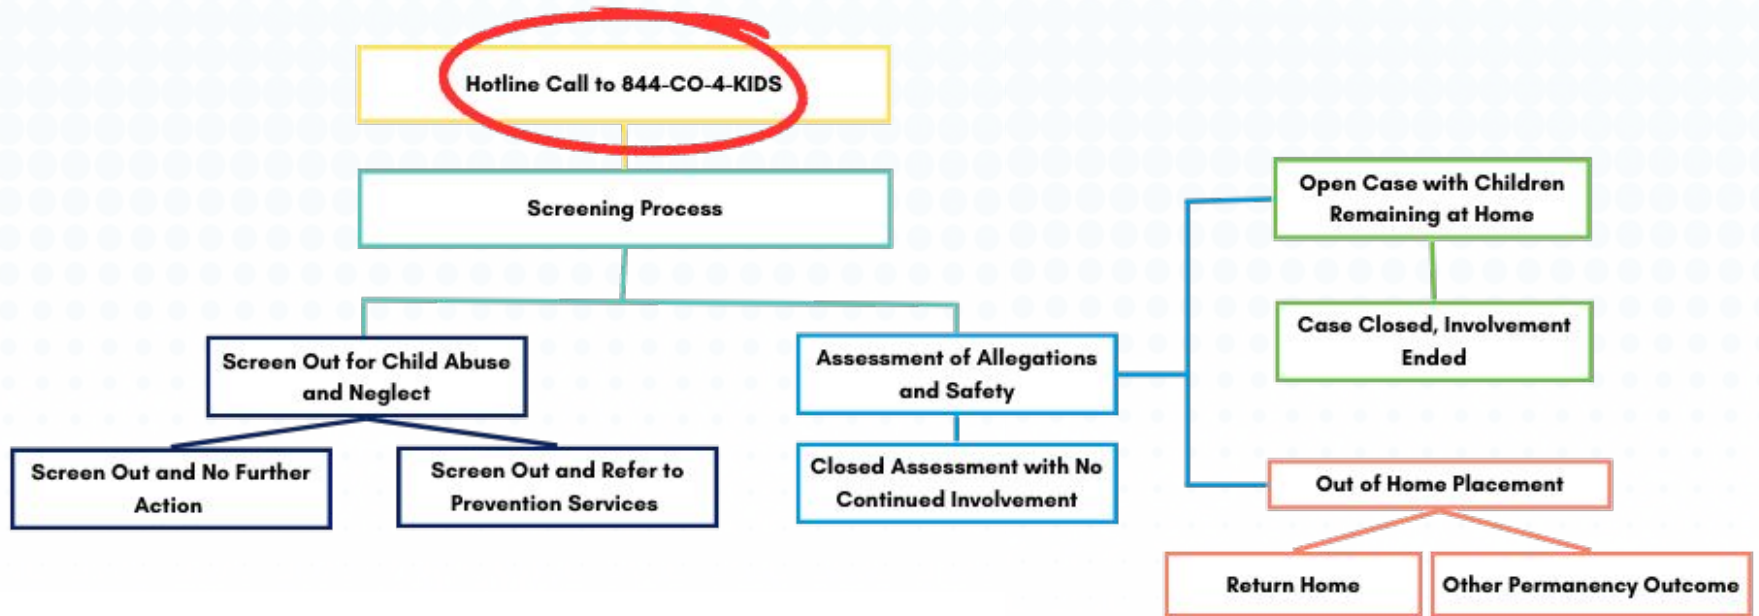 Hotline Call to 844-CO-4-KIDS
Screening Process
Screen Out for Child Abuse
and Neglect
Screen Out and No Further
Action
Screen Out and Refer to
Prevention Services
Assessment of Allegations
and Safety
Closed Assessment with No
Continued Involvement
Open Case with Children
Remaining at Home
Case Closed, Involvement
Ended
Out of Home Placement
Return Home
Other Permanency Outcome